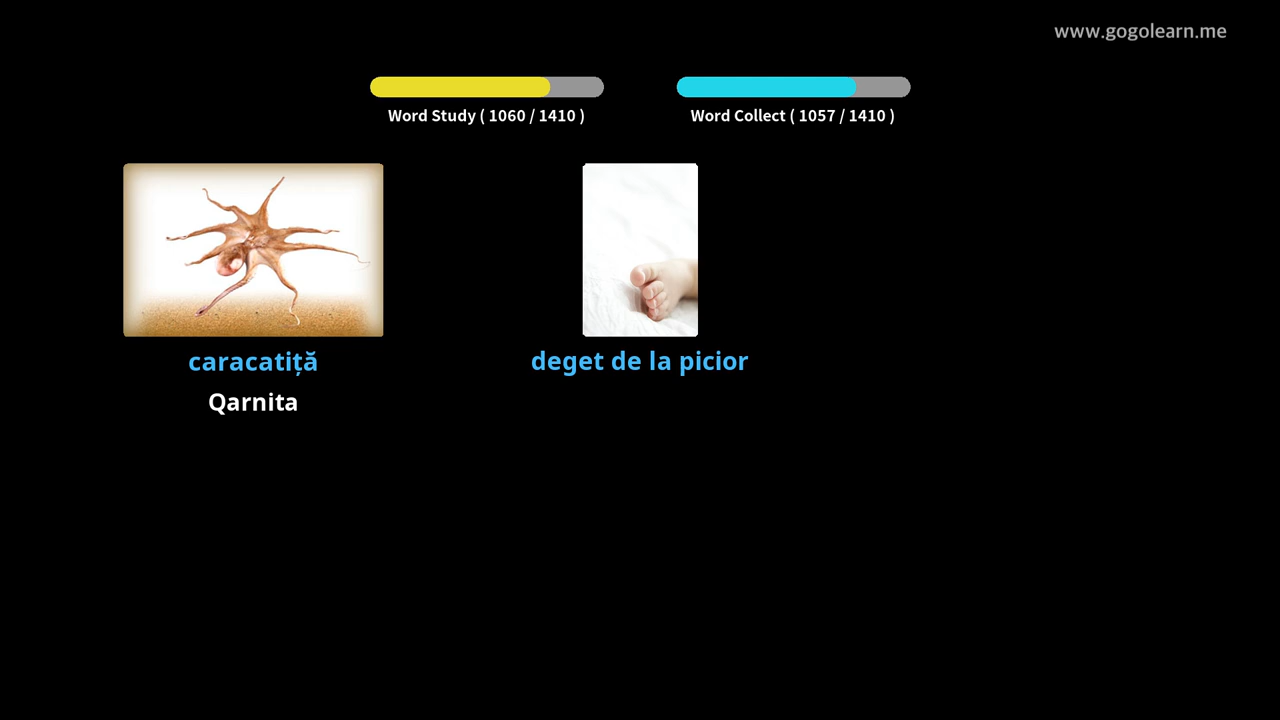 www.gogolearn.me
Word Study ( 1060 / 1410 )
Word Collect ( 1057 / 1410 )
caracatiță
Qarnita
deget de la picior